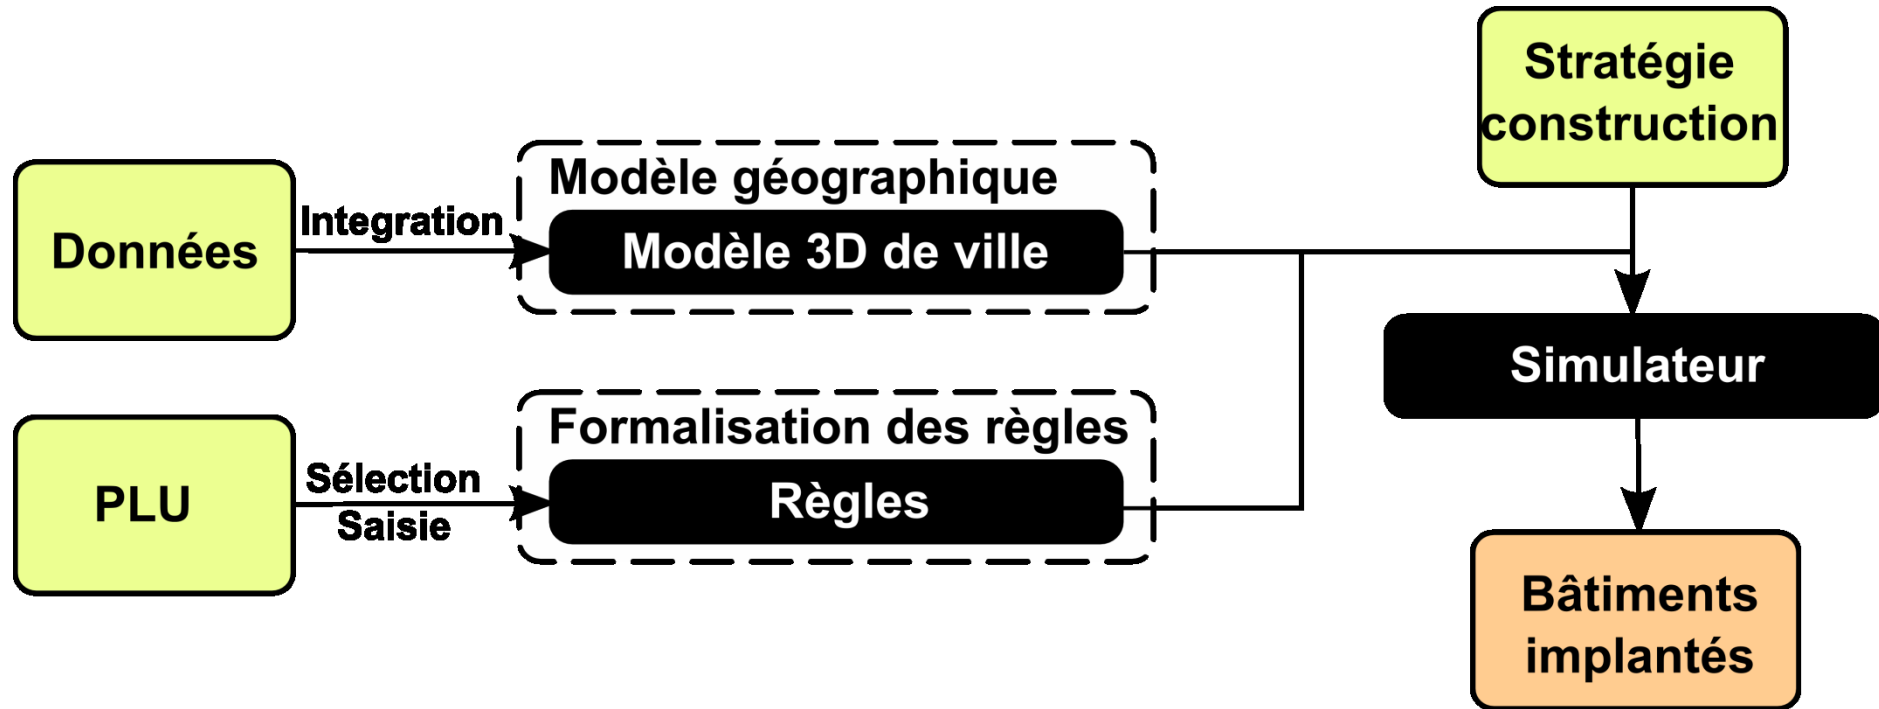 Stratégie
construction
Modèle géographique
Integration
Données
Modèle 3D de ville
Simulateur
Formalisation des règles
Sélection
PLU
Règles
Saisie
Bâtiments
implantés